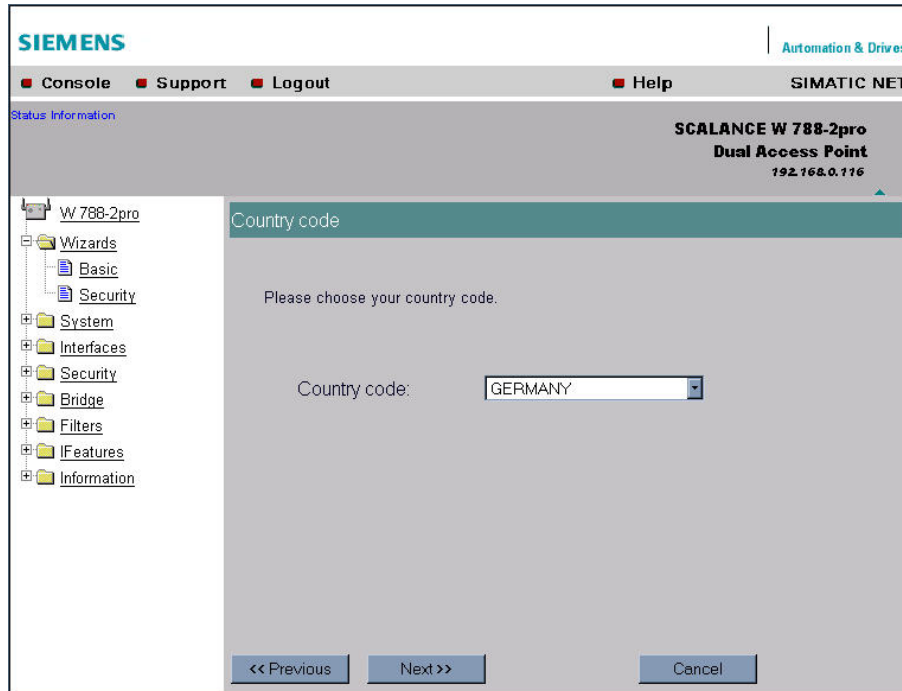 SIEMENS
Automation & Drives
Console Support Logout Help SIMATIC NET
Status Information
SCALANCE W 788-2pro
Dual Access Point
192.168.0.116
W 788-2pro
Wizards
Basic
Security
System
Interfaces
Security
Bridge
Filters
IFeatures
Information
Country code
Please choose your country code.
Country code: GERMANY
<< Previous Next >> Cancel